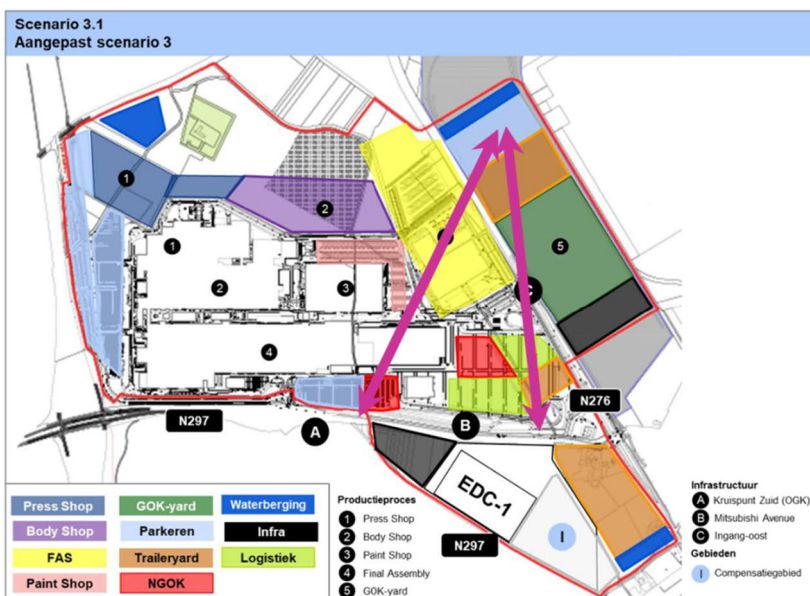 Scenario 3.1
Aangepast scenario 3
1
2
1
2
3
4
5
C
N297
A
B
N276
EDC-1
I
N297
Press Shop
GOK-yard
Waterberging
Body Shop
Parkeren
Infra
FAS
Traileryard
Logistiek
Paint Shop
NGOK
Productieproces
1 Press Shop
2 Body Shop
3 Paint Shop
4 Final Assembly
5 GOK-yard
Infrastructuur
A Kruispunt Zuid (OGK)
B Mitsubishi Avenue
C Ingang-oost
Gebieden
I Compensatiegebied